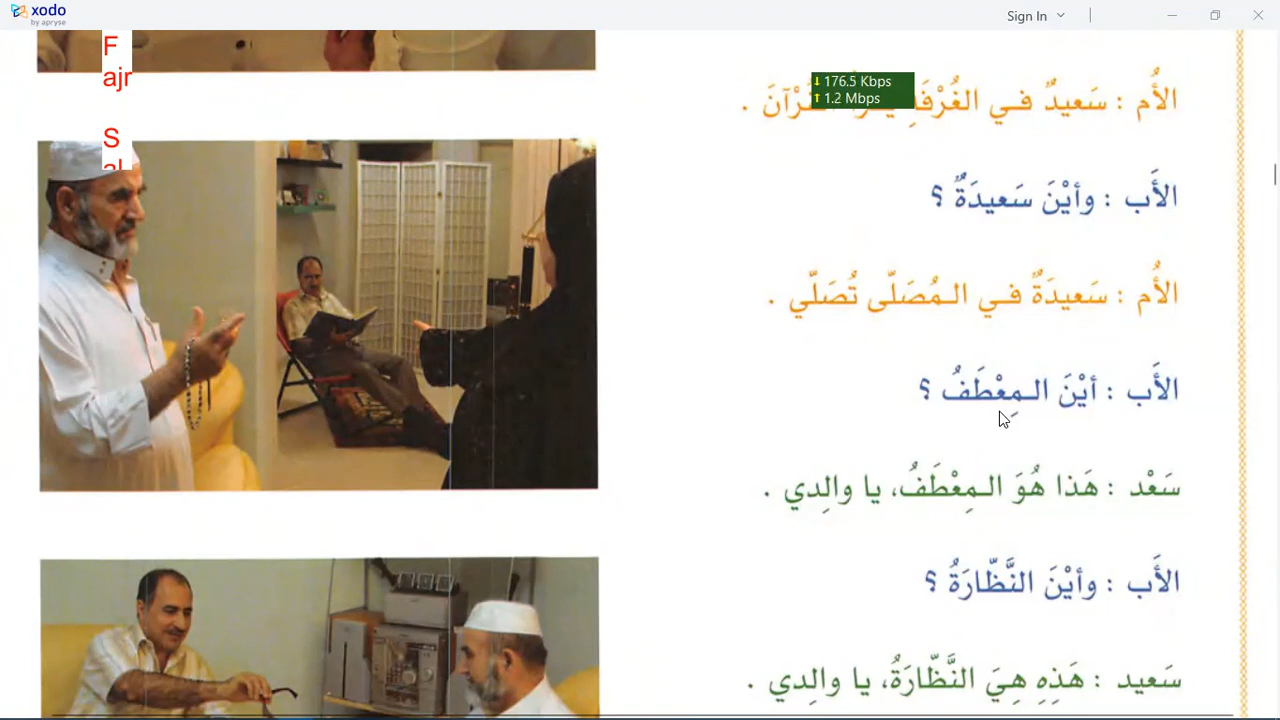 xodo
by apryse
Sign In
F
ajr
S
↓ 176.5 Kbps
↑ 1.2 Mbps
الأُم : سَعيدٌ فـي الغُرْفَةِ القُرْآنَ .
الأَب : وأيْنَ سَعيدَةٌ ؟
الأُم : سَعيدَةٌ فـي الـمُصَلّى تُصَلّي .
الأَب : أيْنَ الـمِعْطَفُ ؟
سَعْد : هَذا هُوَ الـمِعْطَفُ، يا والِدي .
الأَب : وأيْنَ النَّظّارَةُ ؟
سَعيد : هَذِهِ هِيَ النَّظّارَةُ، يا والِدي .